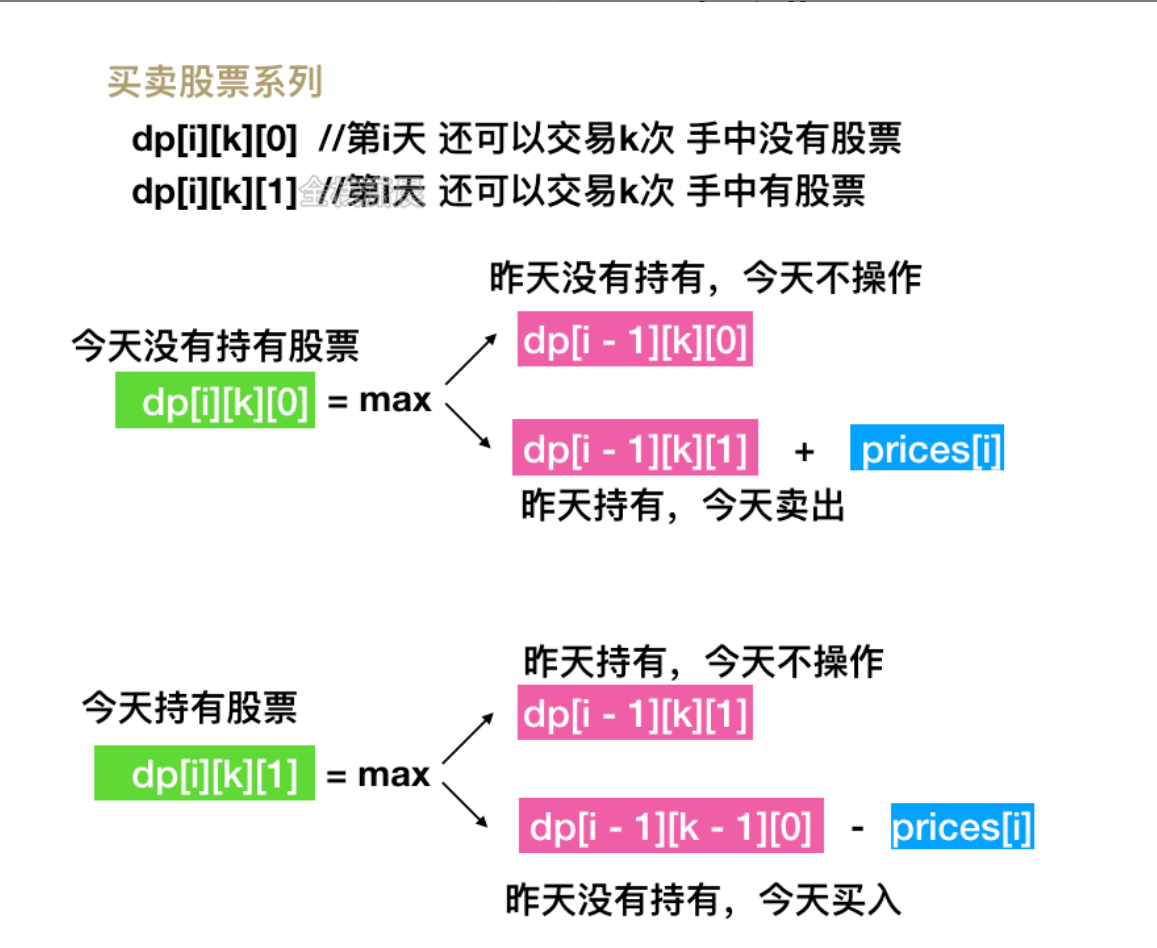 买卖股票系列
dp[i][k][0] //第i天 还可以交易k次 手中没有股票
dp[i][k][1] //第i天 还可以交易k次 手中有股票
昨天没有持有，今天不操作
dp[i - 1][k][0]
今天没有持有股票
dp[i][k][0] = max
dp[i - 1][k][1] + prices[i]
昨天持有，今天卖出
昨天持有，今天不操作
dp[i - 1][k][1]
今天持有股票
dp[i][k][1] = max
dp[i - 1][k - 1][0] - prices[i]
昨天没有持有，今天买入